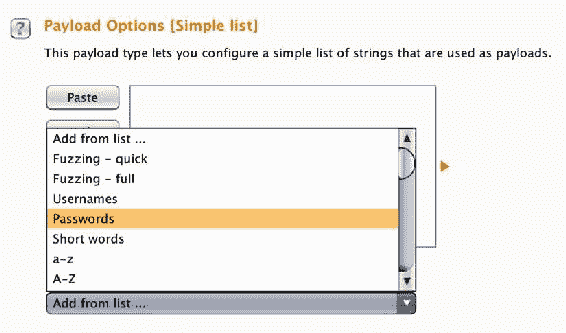 ?
Payload Options [Simple list]
This payload type lets you configure a simple list of strings that are used as payloads.
Paste
Add from list ...
Fuzzing - quick
Fuzzing - full
Usernames
Passwords
Short words
a-z
A-Z
Add from list ...